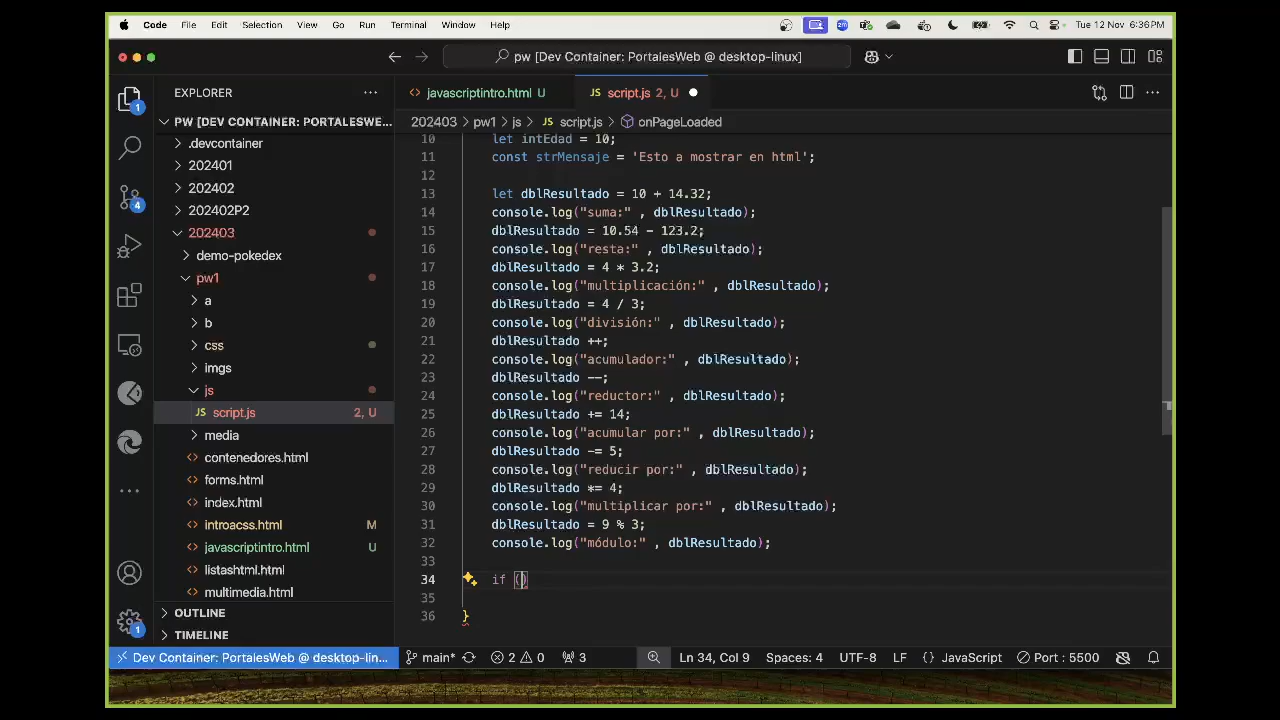 Code File Edit Selection View Go Run Terminal Window Help Tue 12 Nov 6:36 PM
pw [Dev Container: PortalesWeb @ desktop-linux]
EXPLORER
javascriptintro.html U
script.js 2, U
PW [DEV CONTAINER: PORTALESWE...
202403 > pw1 > js > JS script.js > onPageLoaded
.devcontainer
202401
202402
202402P2
202403
demo-pokedex
pw1
a
b
css
imgs
js
JS script.js 2, U
media
contenedores.html
forms.html
index.html
introacss.html M
javascriptintro.html U
listashtml.html
multimedia.html
OUTLINE
TIMELINE
10 let intEdad = 10;
11 const strMensaje = 'Esto a mostrar en html';
12
13 let dblResultado = 10 + 14.32;
14 console.log("suma:" , dblResultado);
15 dblResultado = 10.54 - 123.2;
16 console.log("resta:" , dblResultado);
17 dblResultado = 4 * 3.2;
18 console.log("multiplicación:" , dblResultado);
19 dblResultado = 4 / 3;
20 console.log("división:" , dblResultado);
21 dblResultado ++;
22 console.log("acumulador:" , dblResultado);
23 dblResultado --;
24 console.log("reductor:" , dblResultado);
25 dblResultado += 14;
26 console.log("acumular por:" , dblResultado);
27 dblResultado -= 5;
28 console.log("reducir por:" , dblResultado);
29 dblResultado *= 4;
30 console.log("multiplicar por:" , dblResultado);
31 dblResultado = 9 % 3;
32 console.log("módulo:" , dblResultado);
33
34 if ()
35
36 }
Dev Container: PortalesWeb @ desktop-lin... main* 2 0 3 Ln 34, Col 9 Spaces: 4 UTF-8 LF {} JavaScript Port : 5500